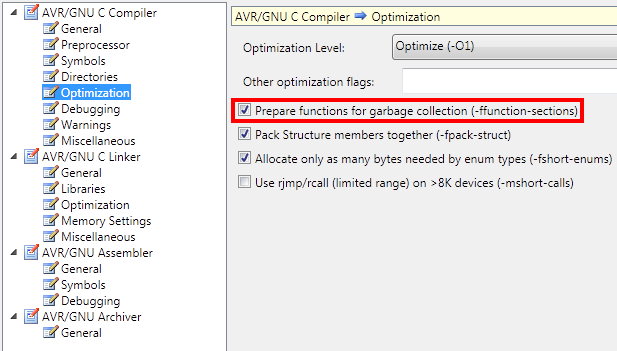 AVR/GNU C Compiler
General
Preprocessor
Symbols
Directories
Optimization
Debugging
Warnings
Miscellaneous
AVR/GNU C Linker
General
Libraries
Optimization
Memory Settings
Miscellaneous
AVR/GNU Assembler
General
Symbols
Debugging
AVR/GNU Archiver
General
AVR/GNU C Compiler ➡ Optimization
Optimization Level: Optimize (-O1)
Other optimization flags:
Prepare functions for garbage collection (-ffunction-sections)
Pack Structure members together (-fpack-struct)
Allocate only as many bytes needed by enum types (-fshort-enums)
Use rjmp/rcall (limited range) on >8K devices (-mshort-calls)